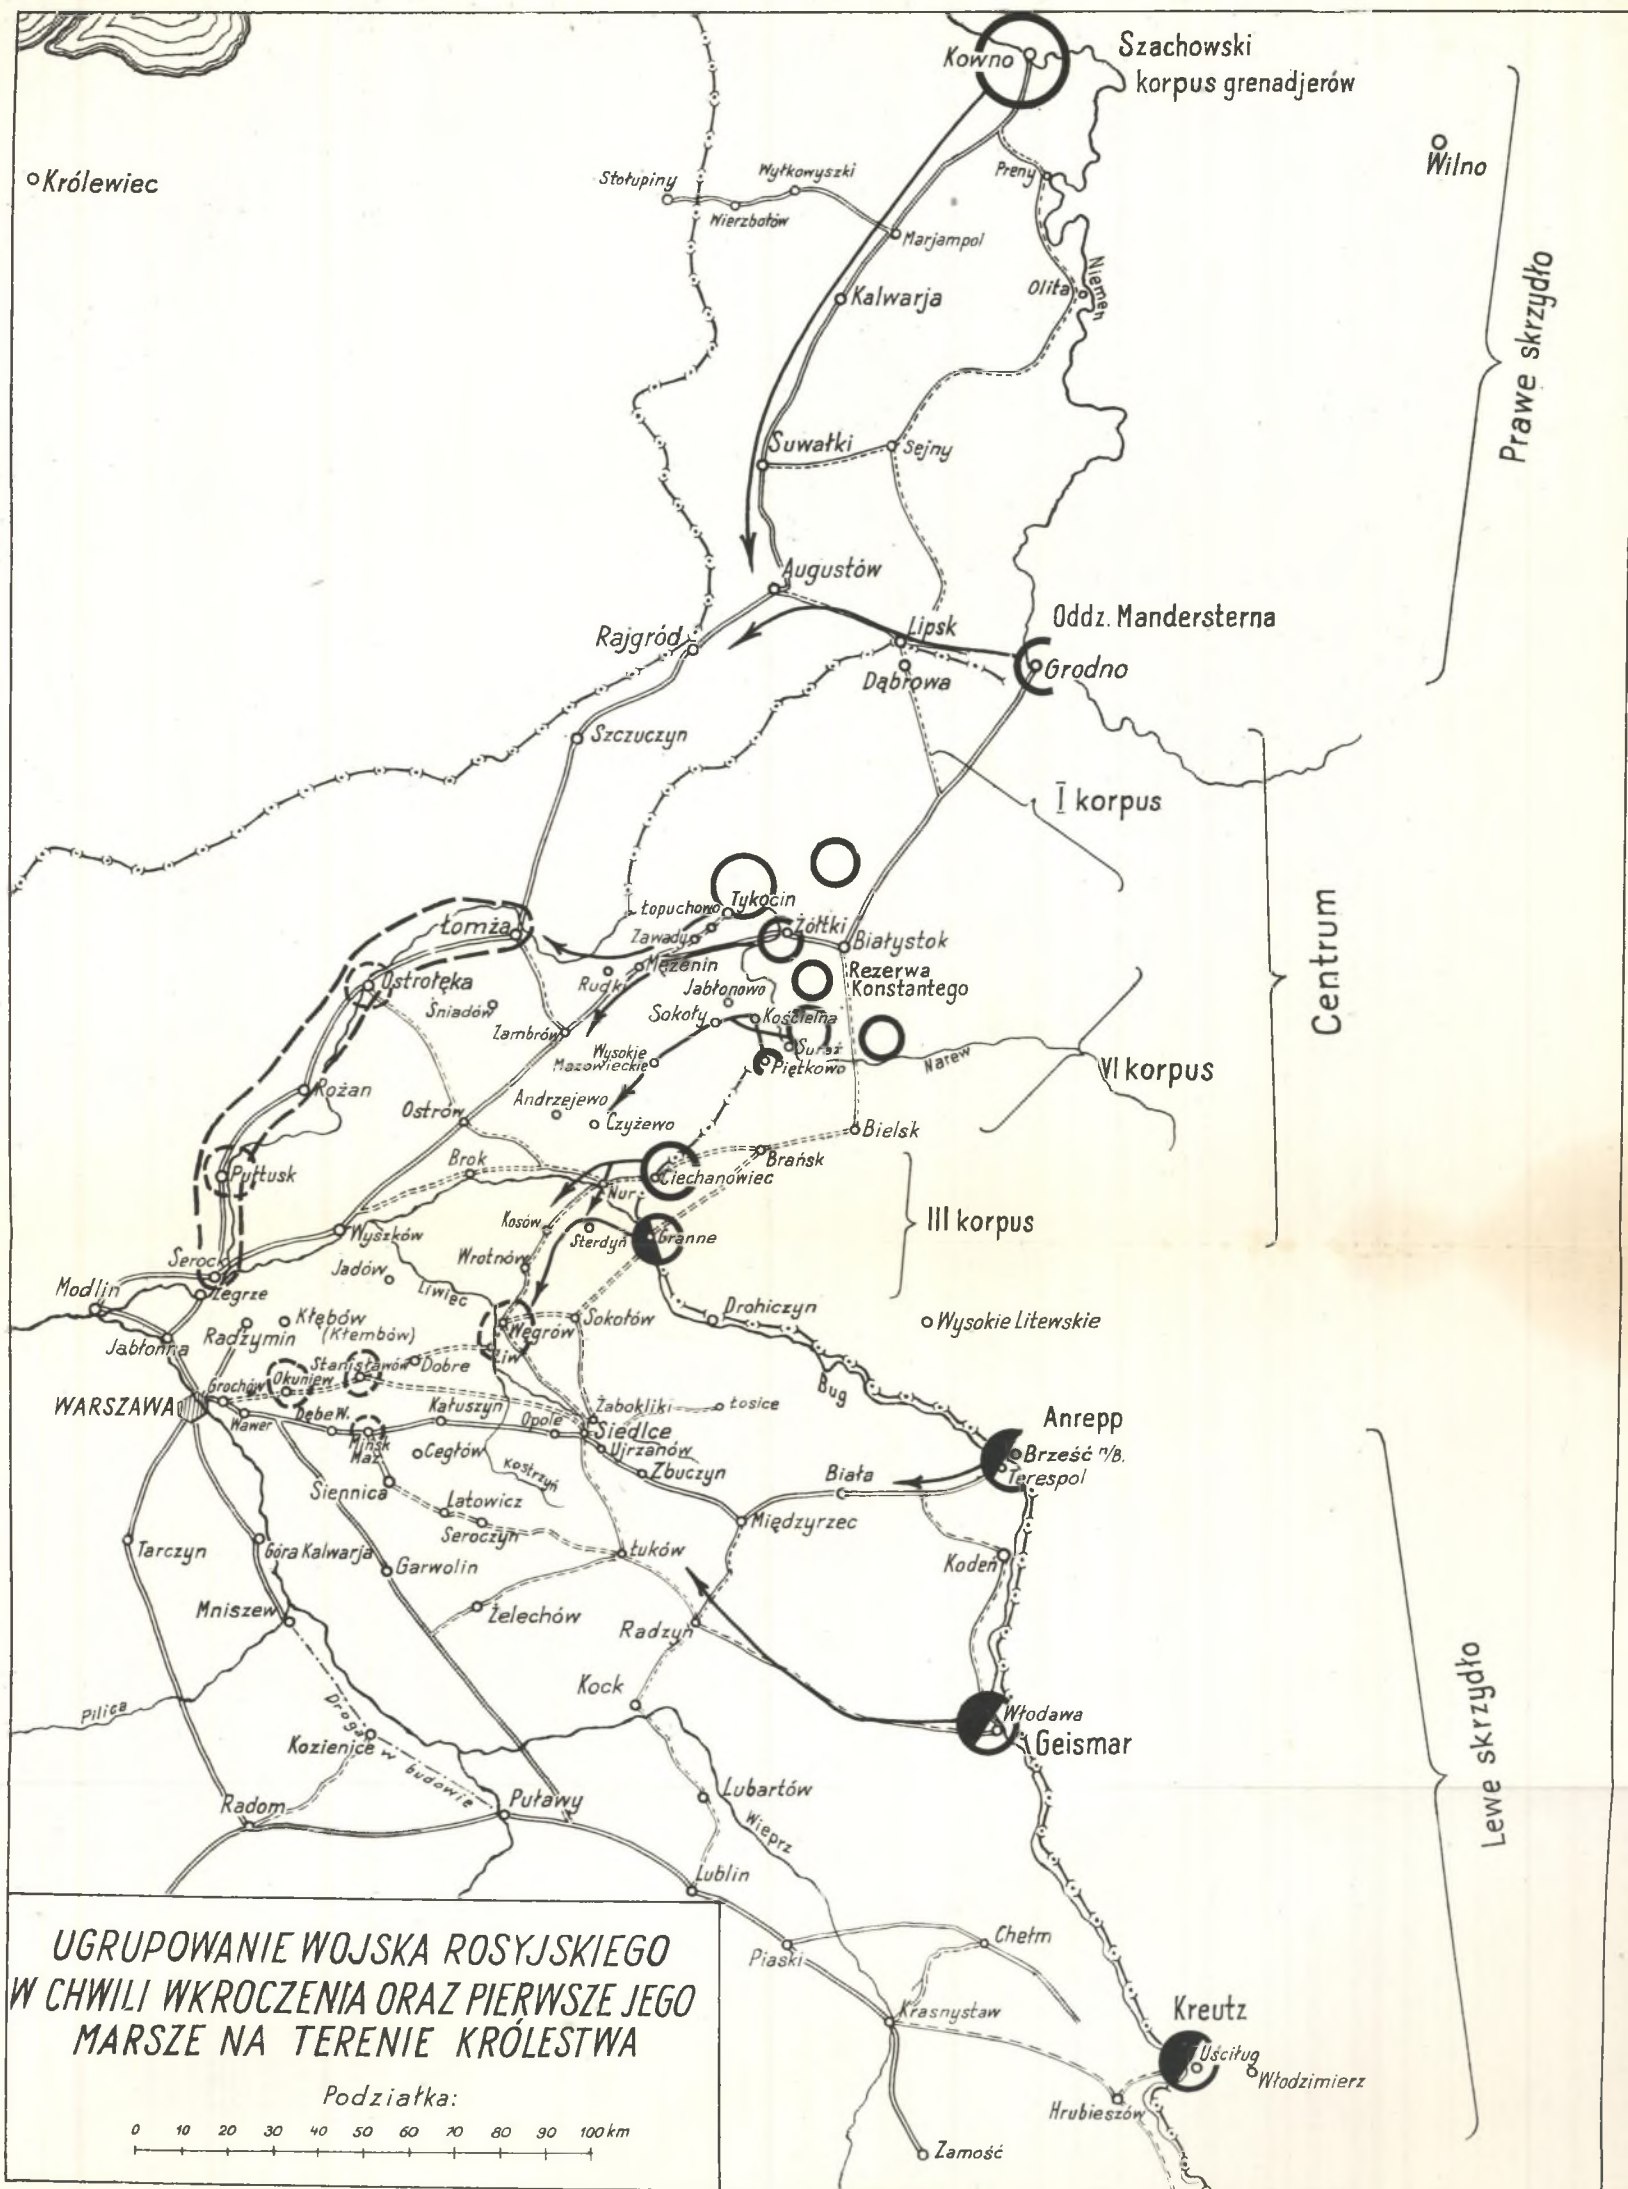 Kowno
Szachowski
korpus grenadjerów
Wilno
Królewiec
Stołupiny
Wyłkowyszki
Wierzbołów
Preny
Marjampol
Kalwarja
Olita
Niemen
Prawe skrzydło
Suwałki
Sejny
Augustów
Rajgród
Lipsk
Dąbrowa
Oddz. Mandersterna
Grodno
Szczuczyn
I korpus
Łopuchowo
Tykocin
Zawady
Żółtki
Białystok
Łomża
Mężenin
Rudki
Rezerwa
Konstantego
Jabłonowo
Ostrołęka
Śniadów
Sokoły
Kościelna
Zambrów
Wysokie
Mazowieckie
Suraż
Piętkowo
Narew
VI korpus
Centrum
Rożan
Andrzejewo
Czyżewo
Ostrów
Bielsk
Brańsk
Brok
Ciechanowiec
Nur
Pułtusk
Kosów
Sterdyń
Granne
III korpus
Wyszków
Wrotnów
Serock
Jadów
Liwiec
Modlin
Zegrze
Kłębów
(Kłembów)
Radzymin
Jabłonna
Węgrów
Sokołów
Drohiczyn
Wysokie Litewskie
Liw
Stanisławów
Dobre
Okuniew
Grochów
WARSZAWA
Wawer
Dębe W.
Kałuszyn
Opole
Żabokliki
Łosice
Siedlce
Ujrzanów
Zbuczyn
Bug
Mińsk
Maz.
Cegłów
Kostrzyń
Siennica
Latowicz
Seroczyn
Anrepp
Brześć n/B.
Terespol
Biała
Międzyrzec
Kodeń
Tarczyn
Góra Kalwarja
Garwolin
Łuków
Mniszew
Żelechów
Radzyń
Kock
Włodawa
Geismar
Lewe skrzydło
Pilica
Droga w budowie
Kozienice
Radom
Puławy
Lubartów
Wieprz
Lublin
Piaski
Chełm
Krasnystaw
Kreutz
Uściług
Włodzimierz
Hrubieszów
Zamość
UGRUPOWANIE WOJSKA ROSYJSKIEGO
W CHWILI WKROCZENIA ORAZ PIERWSZE JEGO
MARSZE NA TERENIE KRÓLESTWA
Podziałka:
0 10 20 30 40 50 60 70 80 90 100 km